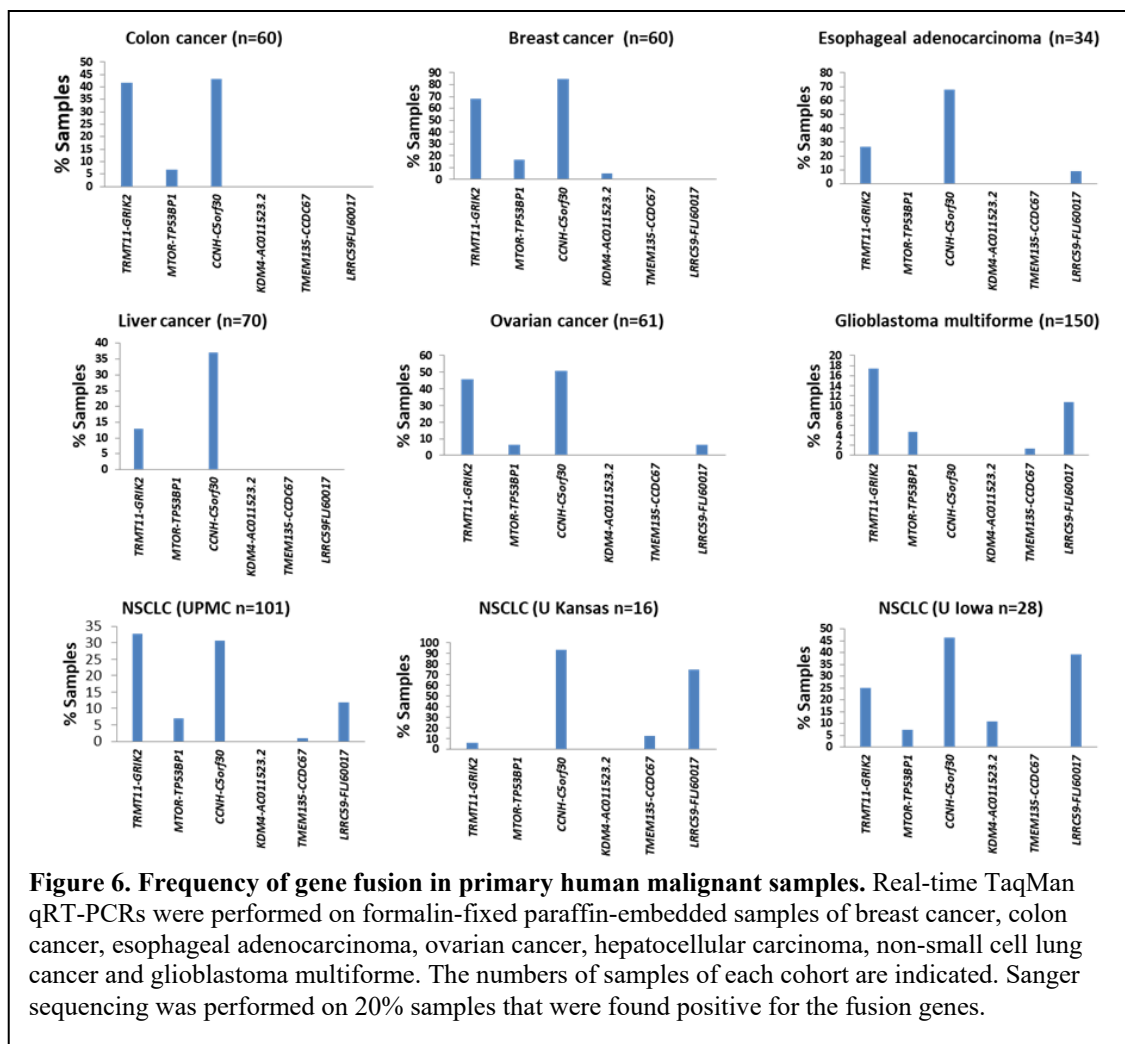 Colon cancer (n=60)
% Samples
50
45
40
35
30
25
20
15
10
5
0
TRMT11-GRIK2
MTOR-TP53BP1
CCNH-C5orf30
KDM4-AC011523.2
TMEM135-CCDC67
LRRC59FLJ60017
Breast cancer (n=60)
% Samples
90
80
70
60
50
40
30
20
10
0
TRMT11-GRIK2
MTOR-TP53BP1
CCNH-C5orf30
KDM4-AC011523.2
TMEM135-CCDC67
LRRC59-FLJ60017
Esophageal adenocarcinoma (n=34)
% Samples
80
70
60
50
40
30
20
10
0
TRMT11-GRIK2
MTOR-TP53BP1
CCNH-C5orf30
KDM4-AC011523.2
TMEM135-CCDC67
LRRC59-FLJ60017
Liver cancer (n=70)
% Samples
40
35
30
25
20
15
10
5
0
TRMT11-GRIK2
MTOR-TP53BP1
CCNH-C5orf30
KDM4-AC011523.2
TMEM135-CCDC67
LRRC59FLJ60017
Ovarian cancer (n=61)
% Samples
60
50
40
30
20
10
0
TRMT11-GRIK2
MTOR-TP53BP1
CCNH-C5orf30
KDM4-AC011523.2
TMEM135-CCDC67
LRRC59-FLJ60017
Glioblastoma multiforme (n=150)
% Samples
20
18
16
14
12
10
8
6
4
2
0
TRMT11-GRIK2
MTOR-TP53BP1
CCNH-C5orf30
KDM4-AC011523.2
TMEM135-CCDC67
LRRC59-FLJ60017
NSCLC (UPMC n=101)
% Samples
35
30
25
20
15
10
5
0
TRMT11-GRIK2
MTOR-TP53BP1
CCNH-C5orf30
KDM4-AC011523.2
TMEM135-CCDC67
LRRC59-FLJ60017
NSCLC (U Kansas n=16)
% Samples
100
90
80
70
60
50
40
30
20
10
0
TRMT11-GRIK2
MTOR-TP53BP1
CCNH-C5orf30
KDM4-AC011523.2
TMEM135-CCDC67
LRRC59-FLJ60017
NSCLC (U Iowa n=28)
% Samples
50
45
40
35
30
25
20
15
10
5
0
TRMT11-GRIK2
MTOR-TP53BP1
CCNH-C5orf30
KDM4-AC011523.2
TMEM135-CCDC67
LRRC59-FLJ60017
Figure 6. Frequency of gene fusion in primary human malignant samples. Real-time TaqMan
qRT-PCRs were performed on formalin-fixed paraffin-embedded samples of breast cancer, colon
cancer, esophageal adenocarcinoma, ovarian cancer, hepatocellular carcinoma, non-small cell lung
cancer and glioblastoma multiforme. The numbers of samples of each cohort are indicated. Sanger
sequencing was performed on 20% samples that were found positive for the fusion genes.